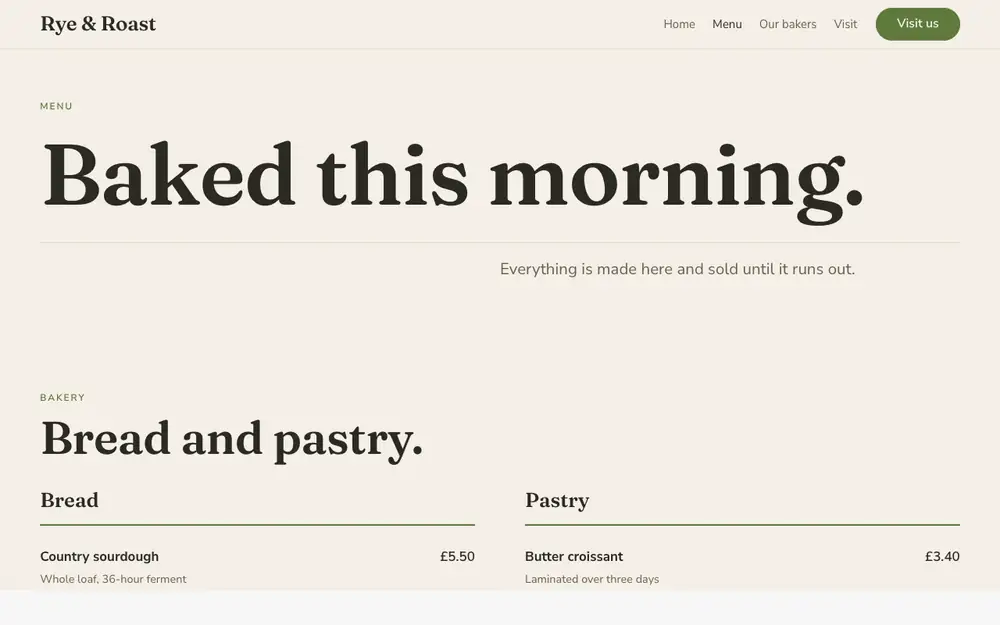 Rye & Roast
Home Menu Our bakers Visit Visit us
MENU
Baked this morning.
Everything is made here and sold until it runs out.
BAKERY
Bread and pastry.
Bread
Country sourdough £5.50
Whole loaf, 36-hour ferment
Pastry
Butter croissant £3.40
Laminated over three days